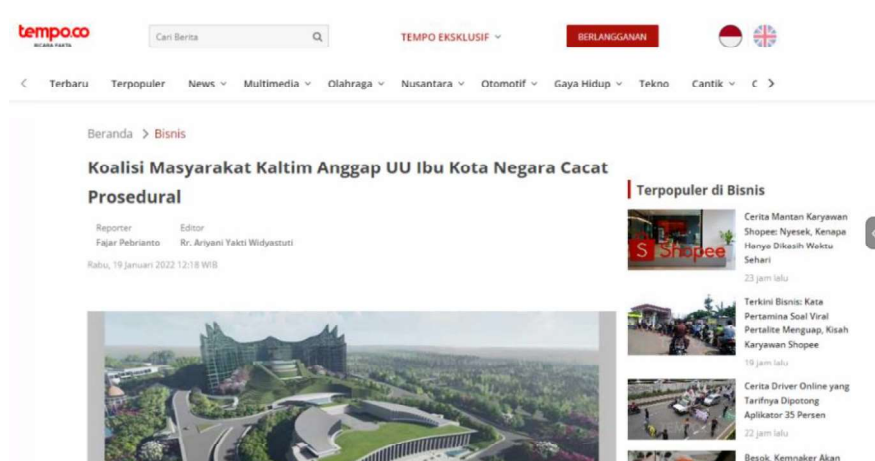 tempo.co
BICARA FAKTA
Cari Berita
TEMPO EKSKLUSIF
BERLANGGANAN
Terbaru Terpopuler News Multimedia Olahraga Nusantara Otomotif Gaya Hidup Tekno Cantik
Beranda > Bisnis
Koalisi Masyarakat Kaltim Anggap UU Ibu Kota Negara Cacat
Prosedural
Reporter Editor
Fajar Pebrianto Rr. Ariyani Yakti Widyastuti
Rabu, 19 Januari 2022 12:18 WIB
Terpopuler di Bisnis
S Shopee
Cerita Mantan Karyawan
Shopee: Nyesek, Kenapa
Hanya Dikasih Waktu
Sehari
23 jam lalu
Terkini Bisnis: Kata
Pertamina Soal Viral
Pertalite Menguap, Kisah
Karyawan Shopee
19 jam lalu
Cerita Driver Online yang
Tarifnya Dipotong
Aplikator 35 Persen
22 jam lalu
Besok, Kemnaker Akan